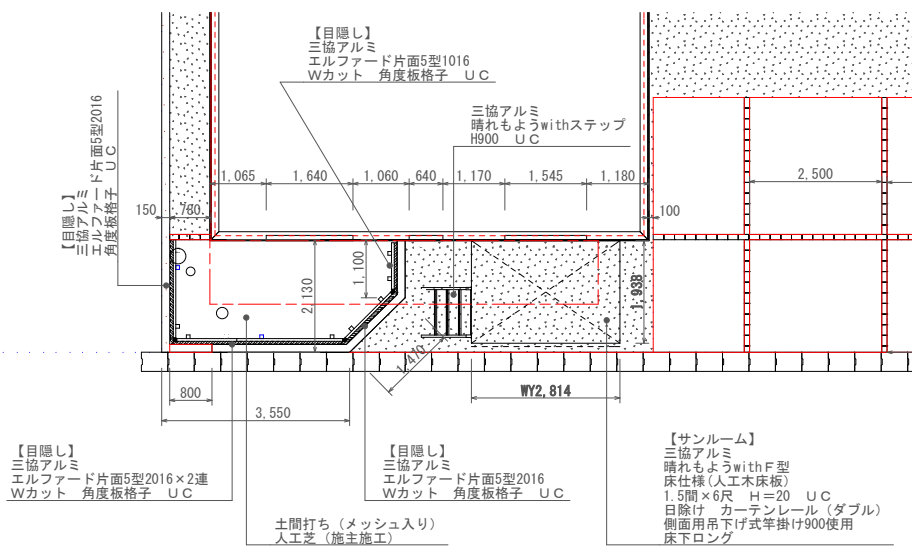 【目隠し】
三協アルミ
エルファード片面5型1016
Wカット 角度板格子 ＵＣ
三協アルミ
晴れもようwithステップ
H900 ＵＣ
【目隠し】
三協アルミ
エルファード片面5型2016
角度板格子 ＵＣ
1,065
1,640
1,060
640
1,170
1,545
1,180
2,500
150
780
100
2,130
1,100
1,938
1,470
800
3,550
WY2,814
【目隠し】
三協アルミ
エルファード片面5型2016×2連
Wカット 角度板格子 ＵＣ
【目隠し】
三協アルミ
エルファード片面5型2016
Wカット 角度板格子 ＵＣ
土間打ち（メッシュ入り）
人工芝（施主施工）
【サンルーム】
三協アルミ
晴れもようwithＦ型
床仕様(人工木床板)
1.5間×6尺 H=20 ＵＣ
日除け カーテンレール（ダブル）
側面用吊下げ式竿掛け900使用
床下ロング